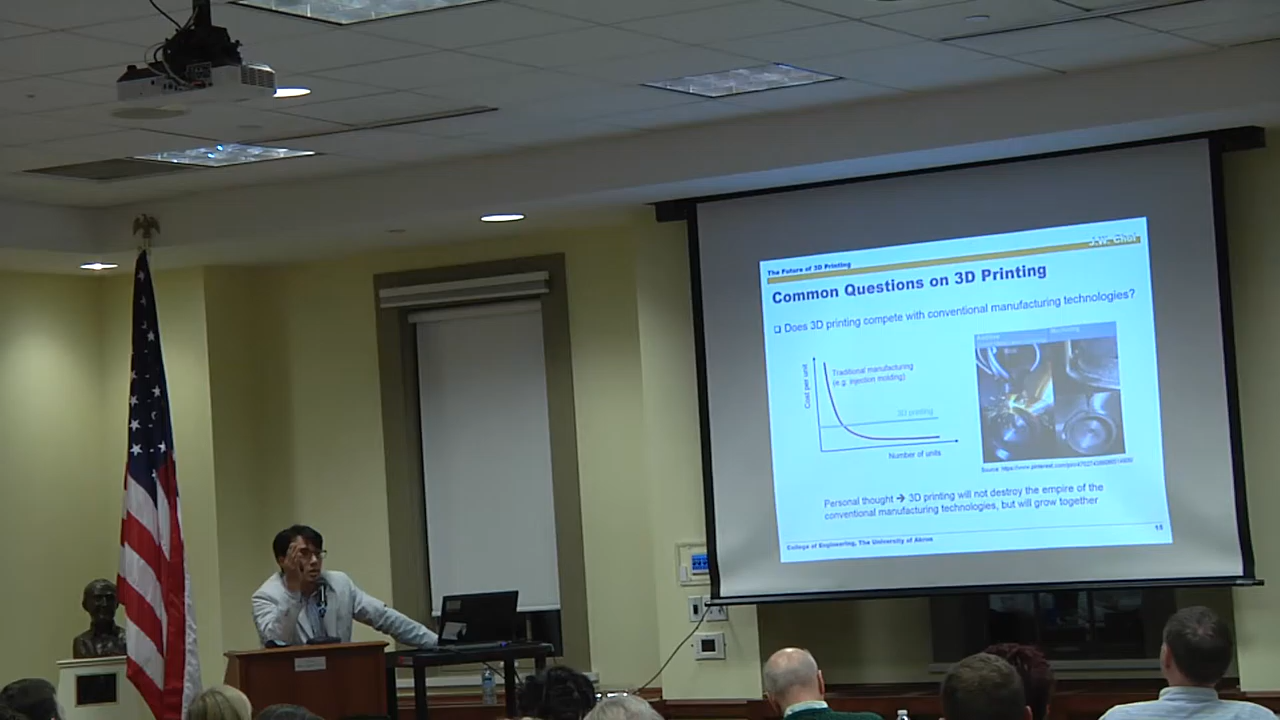 The Future of 3D Printing
J.W. Choi
Common Questions on 3D Printing
❑ Does 3D printing compete with conventional manufacturing technologies?
Cost per unit
Traditional manufacturing
(e.g. injection molding)
3D printing
Number of units
Machining
Personal thought ➔ 3D printing will not destroy the empire of the
conventional manufacturing technologies, but will grow together
College of Engineering, The University of Akron
15